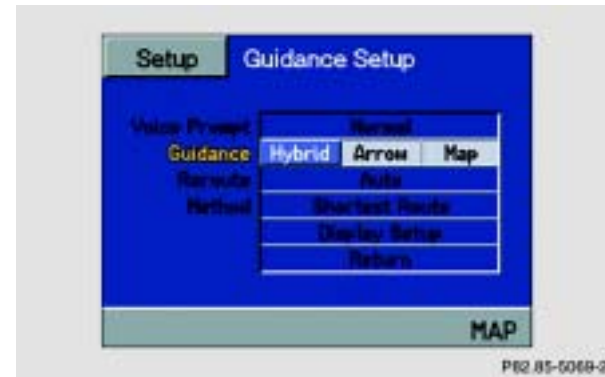 Setup Guidance Setup
Voice Prompt Normal
Guidance Hybrid Arrow Map
Reroute Auto
Method Shortest Route
Display Setup
Return
MAP
P82.85-5069-2